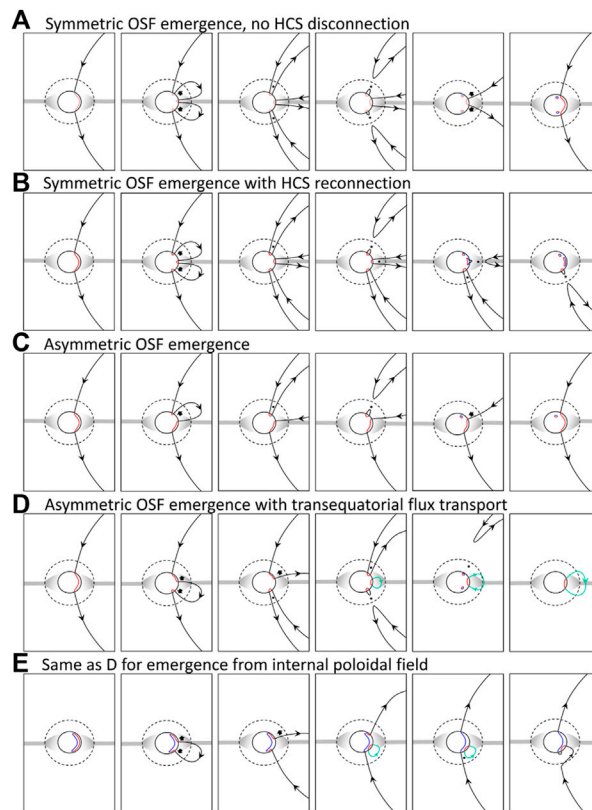 A Symmetric OSF emergence, no HCS disconnection
B Symmetric OSF emergence with HCS reconnection
C Asymmetric OSF emergence
D Asymmetric OSF emergence with transequatorial flux transport
E Same as D for emergence from internal poloidal field